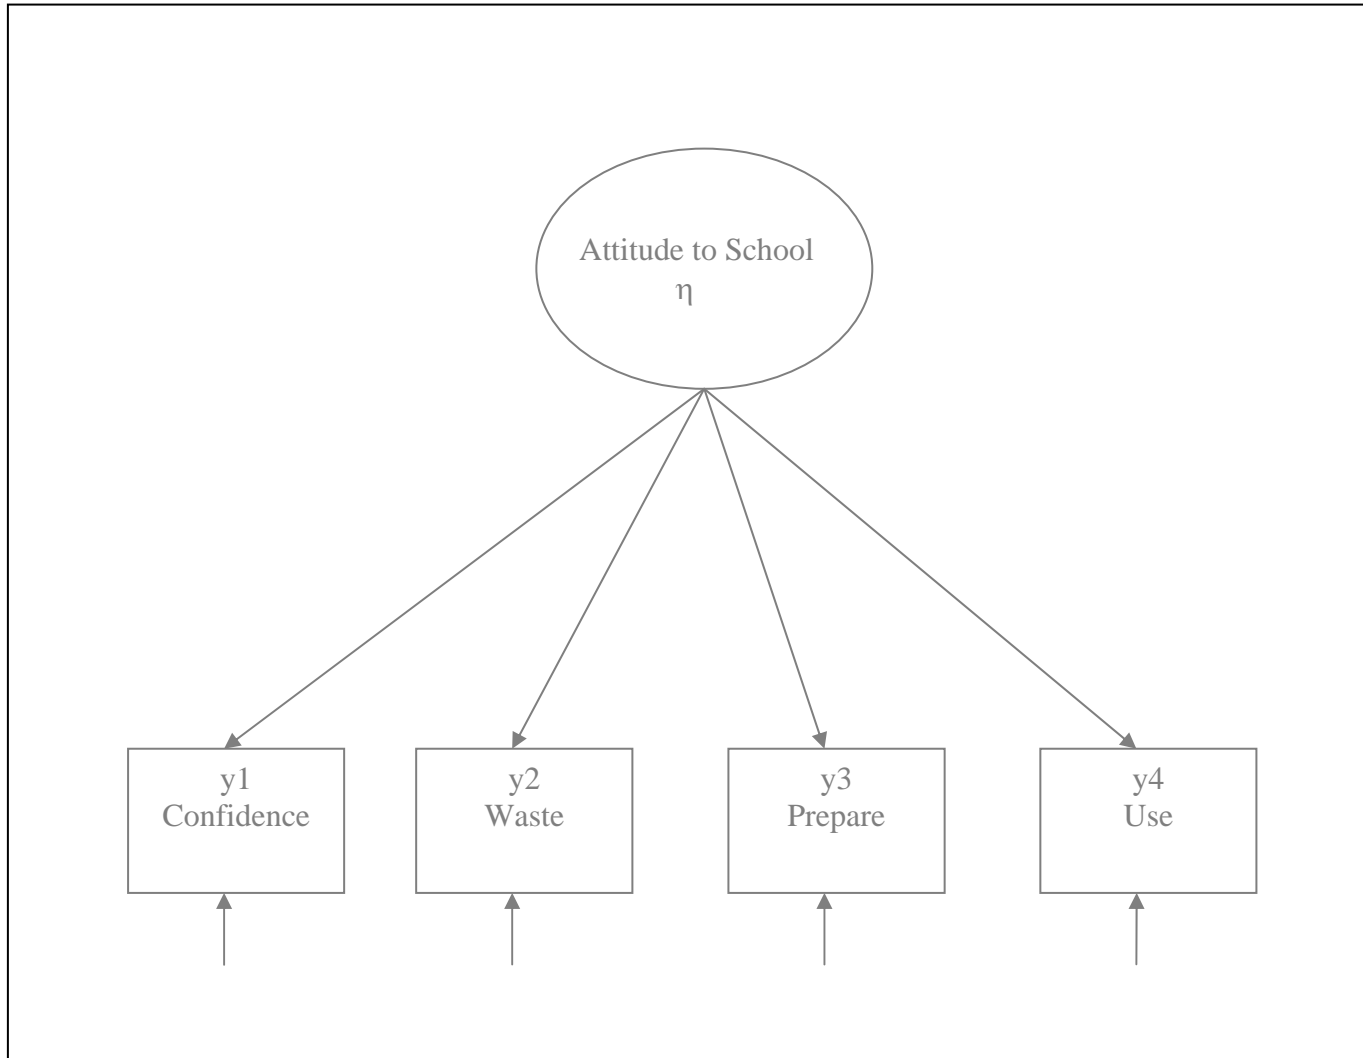 Attitude to School
η
y1
Confidence
y2
Waste
y3
Prepare
y4
Use